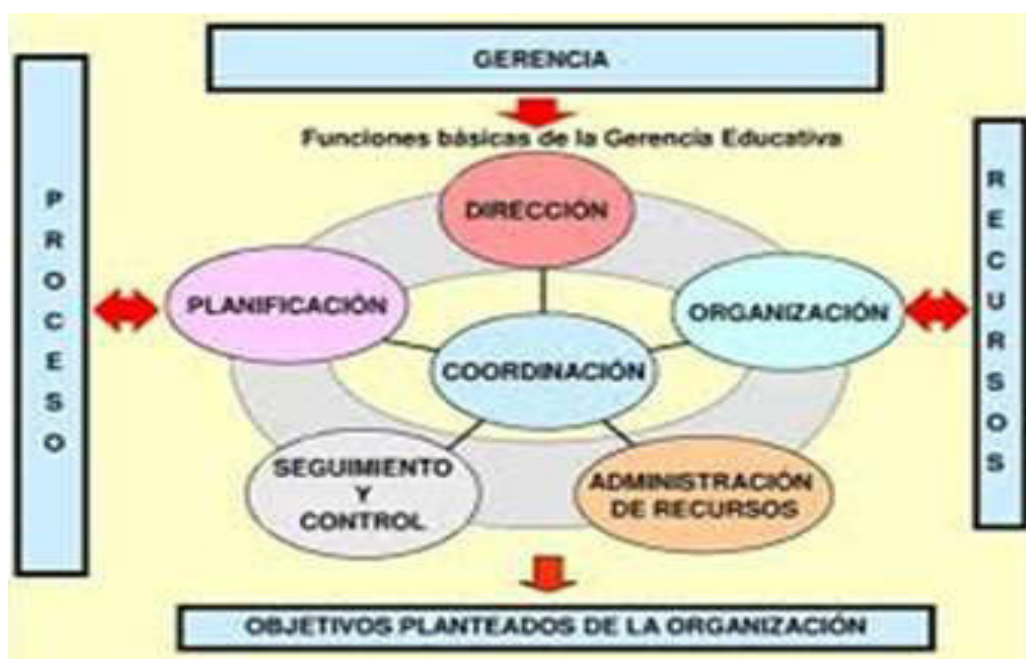 GERENCIA
Funciones básicas de la Gerencia Educativa
PROCESO
RECURSOS
DIRECCIÓN
PLANIFICACIÓN
ORGANIZACIÓN
COORDINACIÓN
SEGUIMIENTO
Y
CONTROL
ADMINISTRACIÓN
DE RECURSOS
OBJETIVOS PLANTEADOS DE LA ORGANIZACIÓN